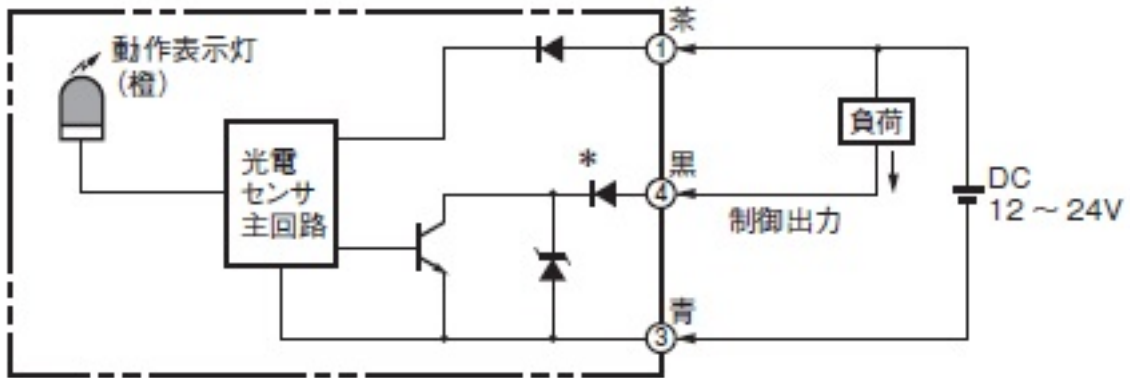 動作表示灯
(橙)
光電
センサ
主回路
茶
①
*
黒
④
制御出力
青
③
負荷
DC
12～24V